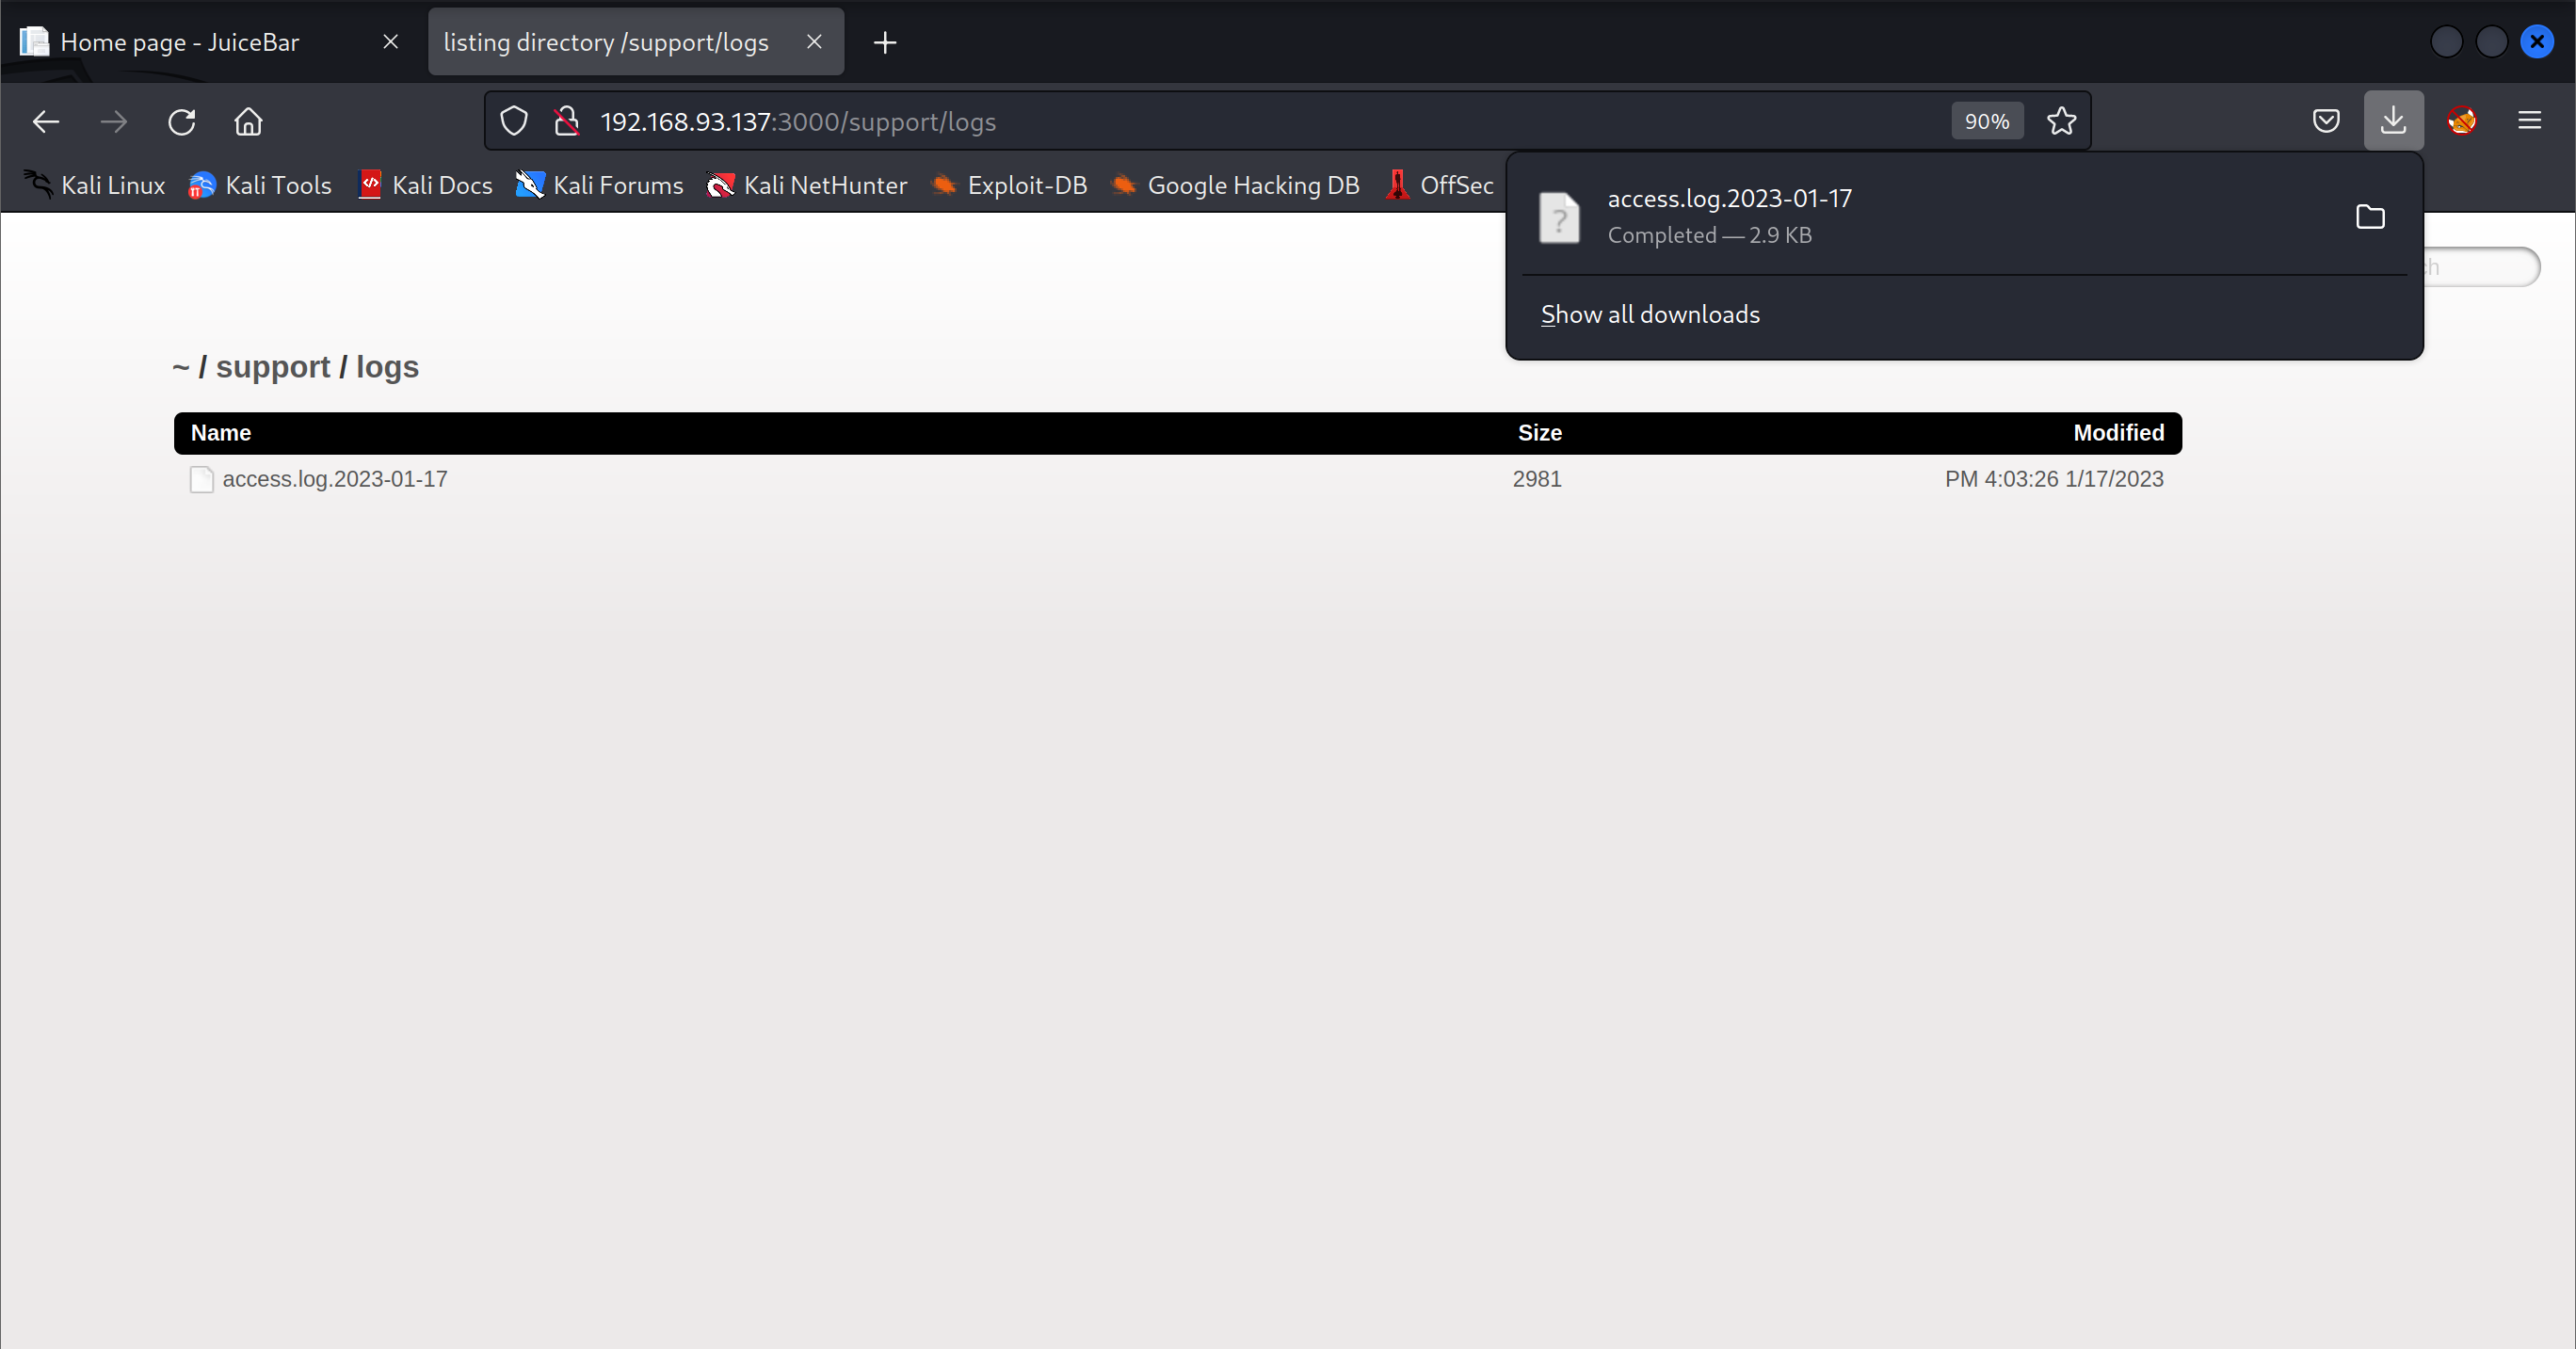 Home page - JuiceBar
listing directory /support/logs
192.168.93.137:3000/support/logs
90%
Kali Linux
Kali Tools
Kali Docs
Kali Forums
Kali NetHunter
Exploit-DB
Google Hacking DB
OffSec
access.log.2023-01-17
Completed — 2.9 KB
Show all downloads
~ / support / logs
Name Size Modified
access.log.2023-01-17 2981 PM 4:03:26 1/17/2023